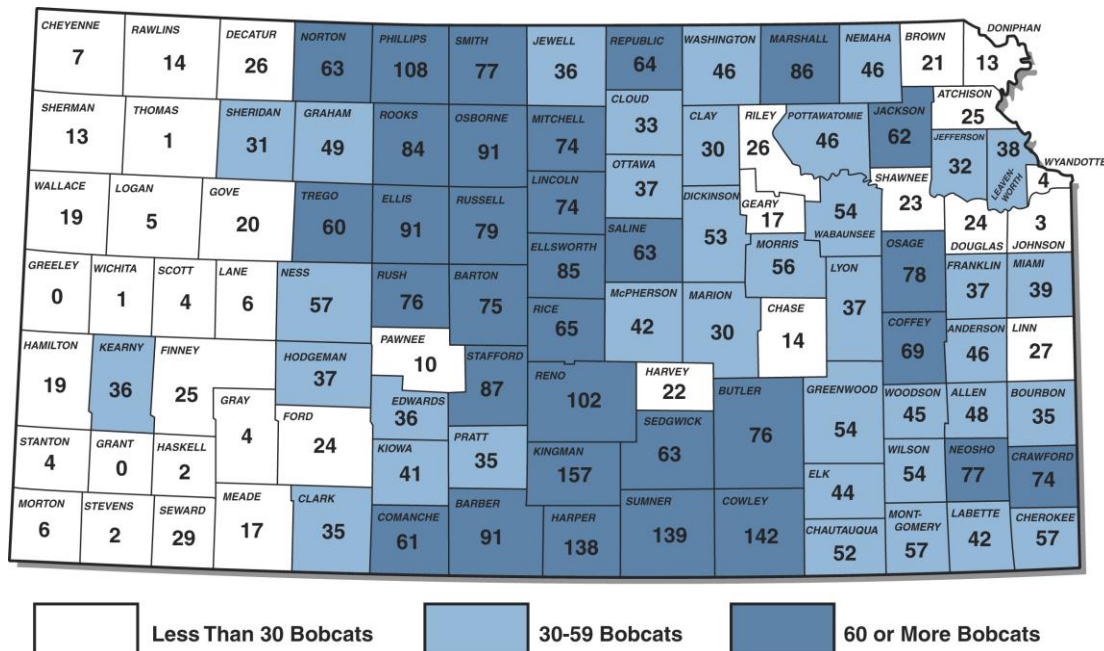 CHEYENNE
7
RAWLINS
14
DECATUR
26
NORTON
63
PHILLIPS
108
SMITH
77
JEWELL
36
REPUBLIC
64
WASHINGTON
46
MARSHALL
86
NEMAHA
46
BROWN
21
DONIPHAN
13
SHERMAN
13
THOMAS
1
SHERIDAN
31
GRAHAM
49
ROOKS
84
OSBORNE
91
MITCHELL
74
CLOUD
33
CLAY
30
RILEY
26
POTTAWATOMIE
46
JACKSON
62
ATCHISON
25
JEFFERSON
32
38
LEAVEN-
WORTH
WYANDOTTE
4
WALLACE
19
LOGAN
5
GOVE
20
TREGO
60
ELLIS
91
RUSSELL
79
LINCOLN
74
OTTAWA
37
DICKINSON
53
GEARY
17
54
WABAUNSEE
SHAWNEE
23
24
DOUGLAS
3
JOHNSON
GREELEY
0
WICHITA
1
SCOTT
4
LANE
6
NESS
57
RUSH
76
BARTON
75
ELLSWORTH
85
SALINE
63
MORRIS
56
LYON
37
OSAGE
78
FRANKLIN
37
MIAMI
39
RICE
65
McPHERSON
42
MARION
30
CHASE
14
COFFEY
69
ANDERSON
46
LINN
27
HAMILTON
19
KEARNY
36
FINNEY
25
HODGEMAN
37
PAWNEE
10
STAFFORD
87
RENO
102
HARVEY
22
BUTLER
76
GREENWOOD
54
WOODSON
45
ALLEN
48
BOURBON
35
GRAY
4
FORD
24
EDWARDS
36
SEDGWICK
63
STANTON
4
GRANT
0
HASKELL
2
KIOWA
41
PRATT
35
KINGMAN
157
ELK
44
WILSON
54
NEOSHO
77
CRAWFORD
74
MORTON
6
STEVENS
2
SEWARD
29
MEADE
17
CLARK
35
COMANCHE
61
BARBER
91
HARPER
138
SUMNER
139
COWLEY
142
CHAUTAUQUA
52
MONT-
GOMERY
57
LABETTE
42
CHEROKEE
57
Less Than 30 Bobcats
30-59 Bobcats
60 or More Bobcats